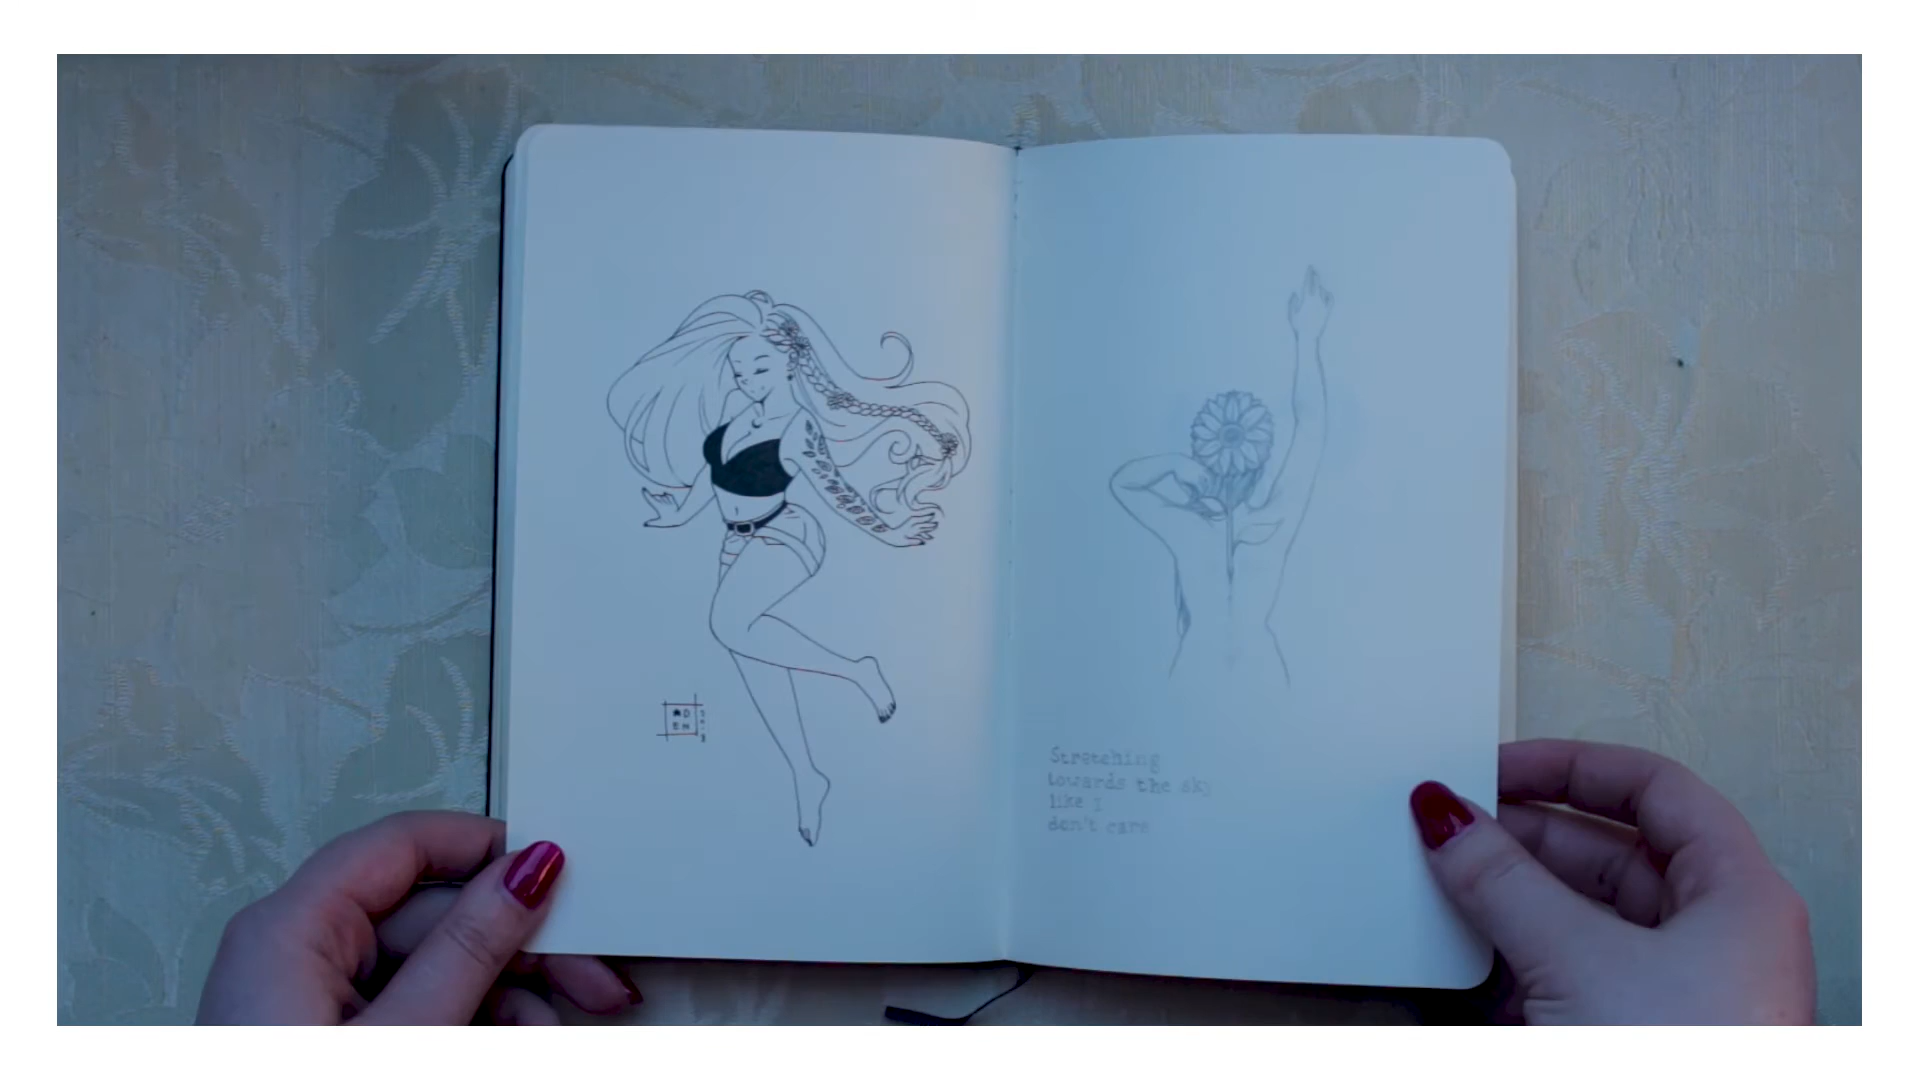 Stretching
towards the sky
like I
don't care